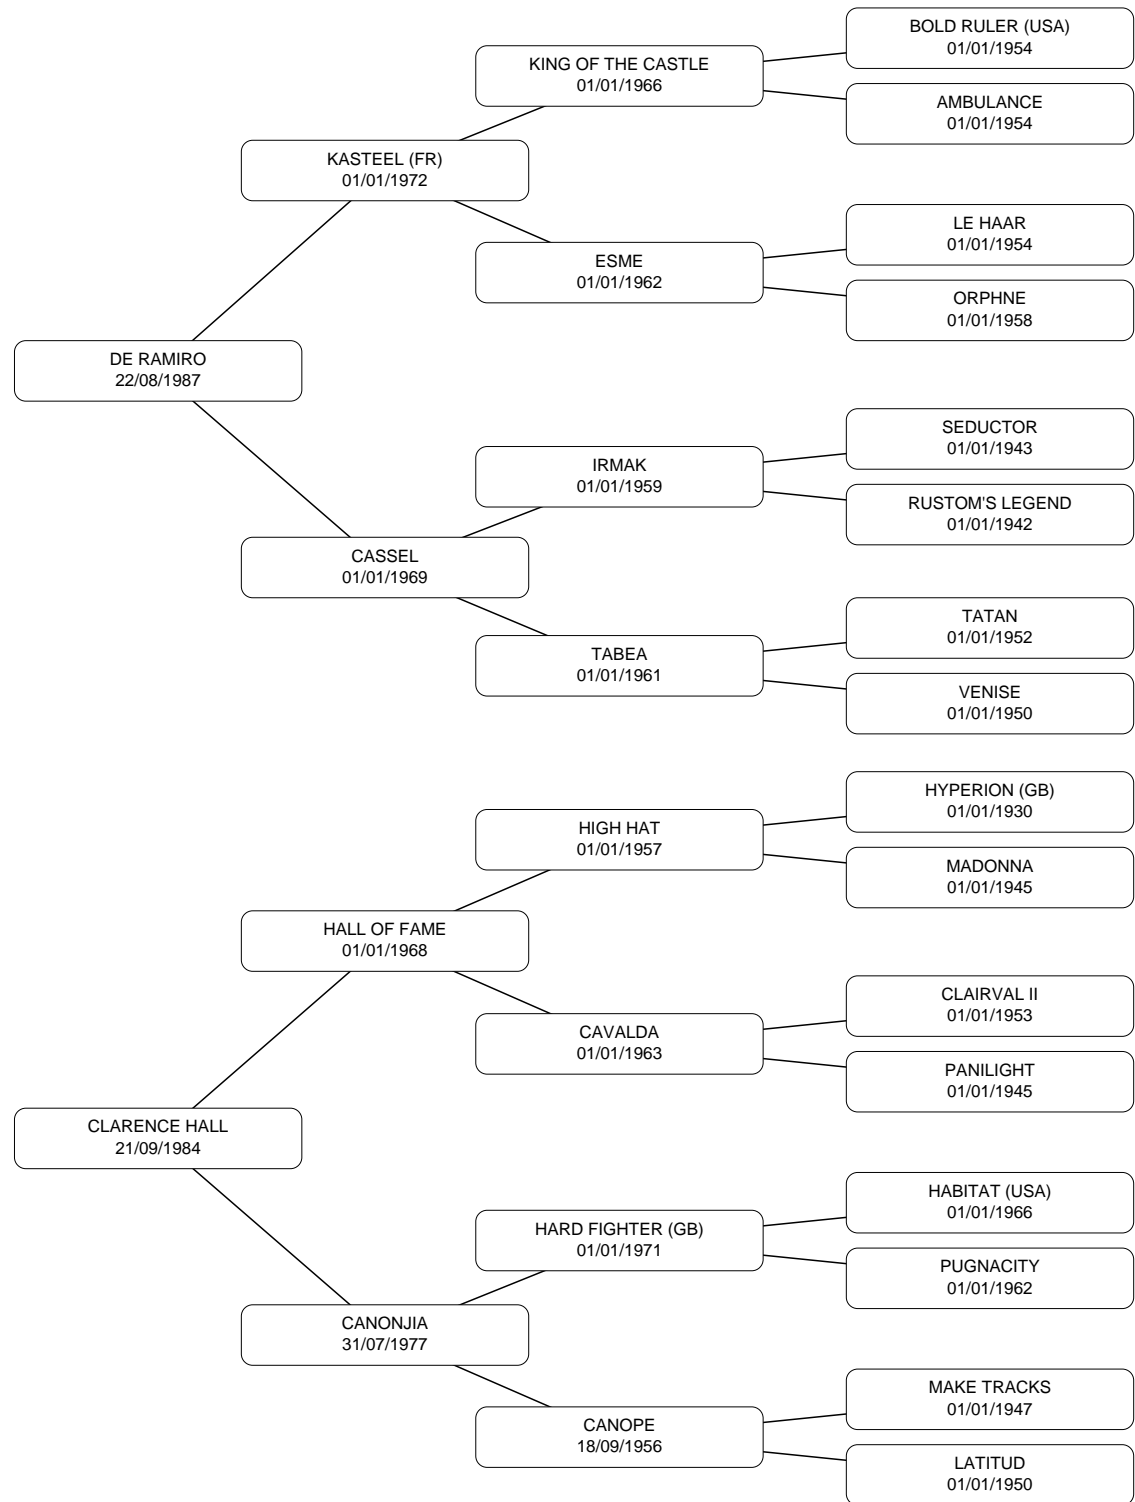 BOLD RULER (USA)
01/01/1954
KING OF THE CASTLE
01/01/1966
AMBULANCE
01/01/1954
KASTEEL (FR)
01/01/1972
LE HAAR
01/01/1954
ESME
01/01/1962
ORPHNE
01/01/1958
DE RAMIRO
22/08/1987
SEDUCTOR
01/01/1943
IRMAK
01/01/1959
RUSTOM'S LEGEND
01/01/1942
CASSEL
01/01/1969
TATAN
01/01/1952
TABEA
01/01/1961
VENISE
01/01/1950
HYPERION (GB)
01/01/1930
HIGH HAT
01/01/1957
MADONNA
01/01/1945
HALL OF FAME
01/01/1968
CLAIRVAL II
01/01/1953
CAVALDA
01/01/1963
PANILIGHT
01/01/1945
CLARENCE HALL
21/09/1984
HABITAT (USA)
01/01/1966
HARD FIGHTER (GB)
01/01/1971
PUGNACITY
01/01/1962
CANONJIA
31/07/1977
MAKE TRACKS
01/01/1947
CANOPE
18/09/1956
LATITUD
01/01/1950